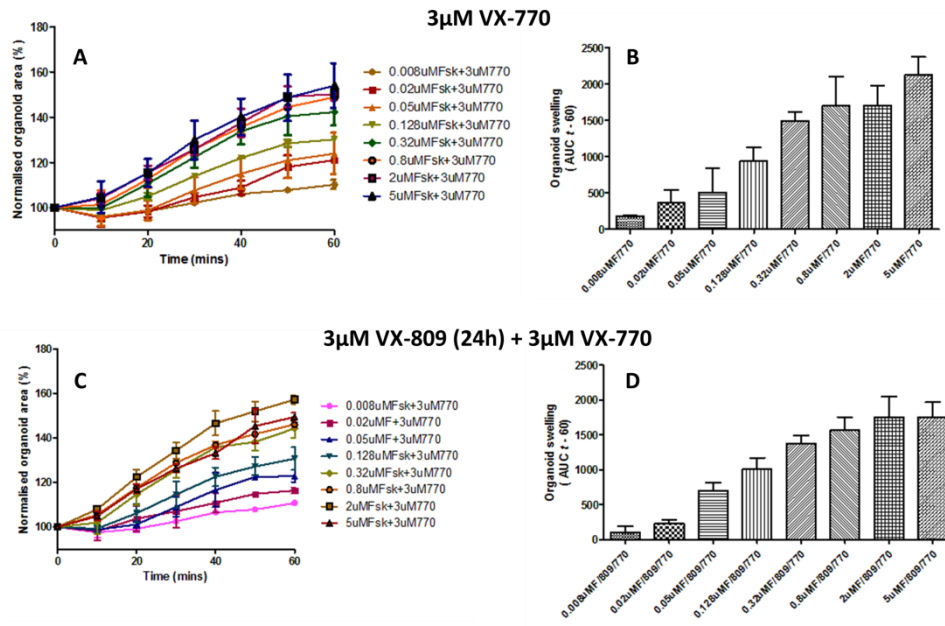 3µM VX-770
A
Normalised organoid area (%)
180
160
140
120
100
0
20
40
60
Time (mins)
0.008uMFsk+3uM770
0.02uMFsk+3uM770
0.05uMFsk+3uM770
0.128uMFsk+3uM770
0.32uMFsk+3uM770
0.8uMFsk+3uM770
2uMFsk+3uM770
5uMFsk+3uM770
B
Organoid swelling
( AUC t - 60)
2500
2000
1500
1000
500
0
0.008uMF/770
0.02uMF/770
0.05uMF/770
0.128uMF/770
0.32uM/770
0.8uMF/770
2uMF/770
5uM/770
3µM VX-809 (24h) + 3µM VX-770
C
Normalised organoid area (%)
180
160
140
120
100
0
20
40
60
Time (mins)
0.008uMFsk+3uM770
0.02uMF+3uM770
0.05uMF+3uM770
0.128uMFsk+3uM770
0.32uMFsk+3uM770
0.8uMFsk+3uM770
2uMFsk+3uM770
5uMFsk+3uM770
D
Organoid swelling
( AUC t - 60)
2500
2000
1500
1000
500
0
0.008uMF/809/770
0.02uMF/809/770
0.05uMF/809/770
0.128uMF/809/770
0.32uMF/809/770
0.8uMF/809/770
2uMF/809/770
5uMF/809/770